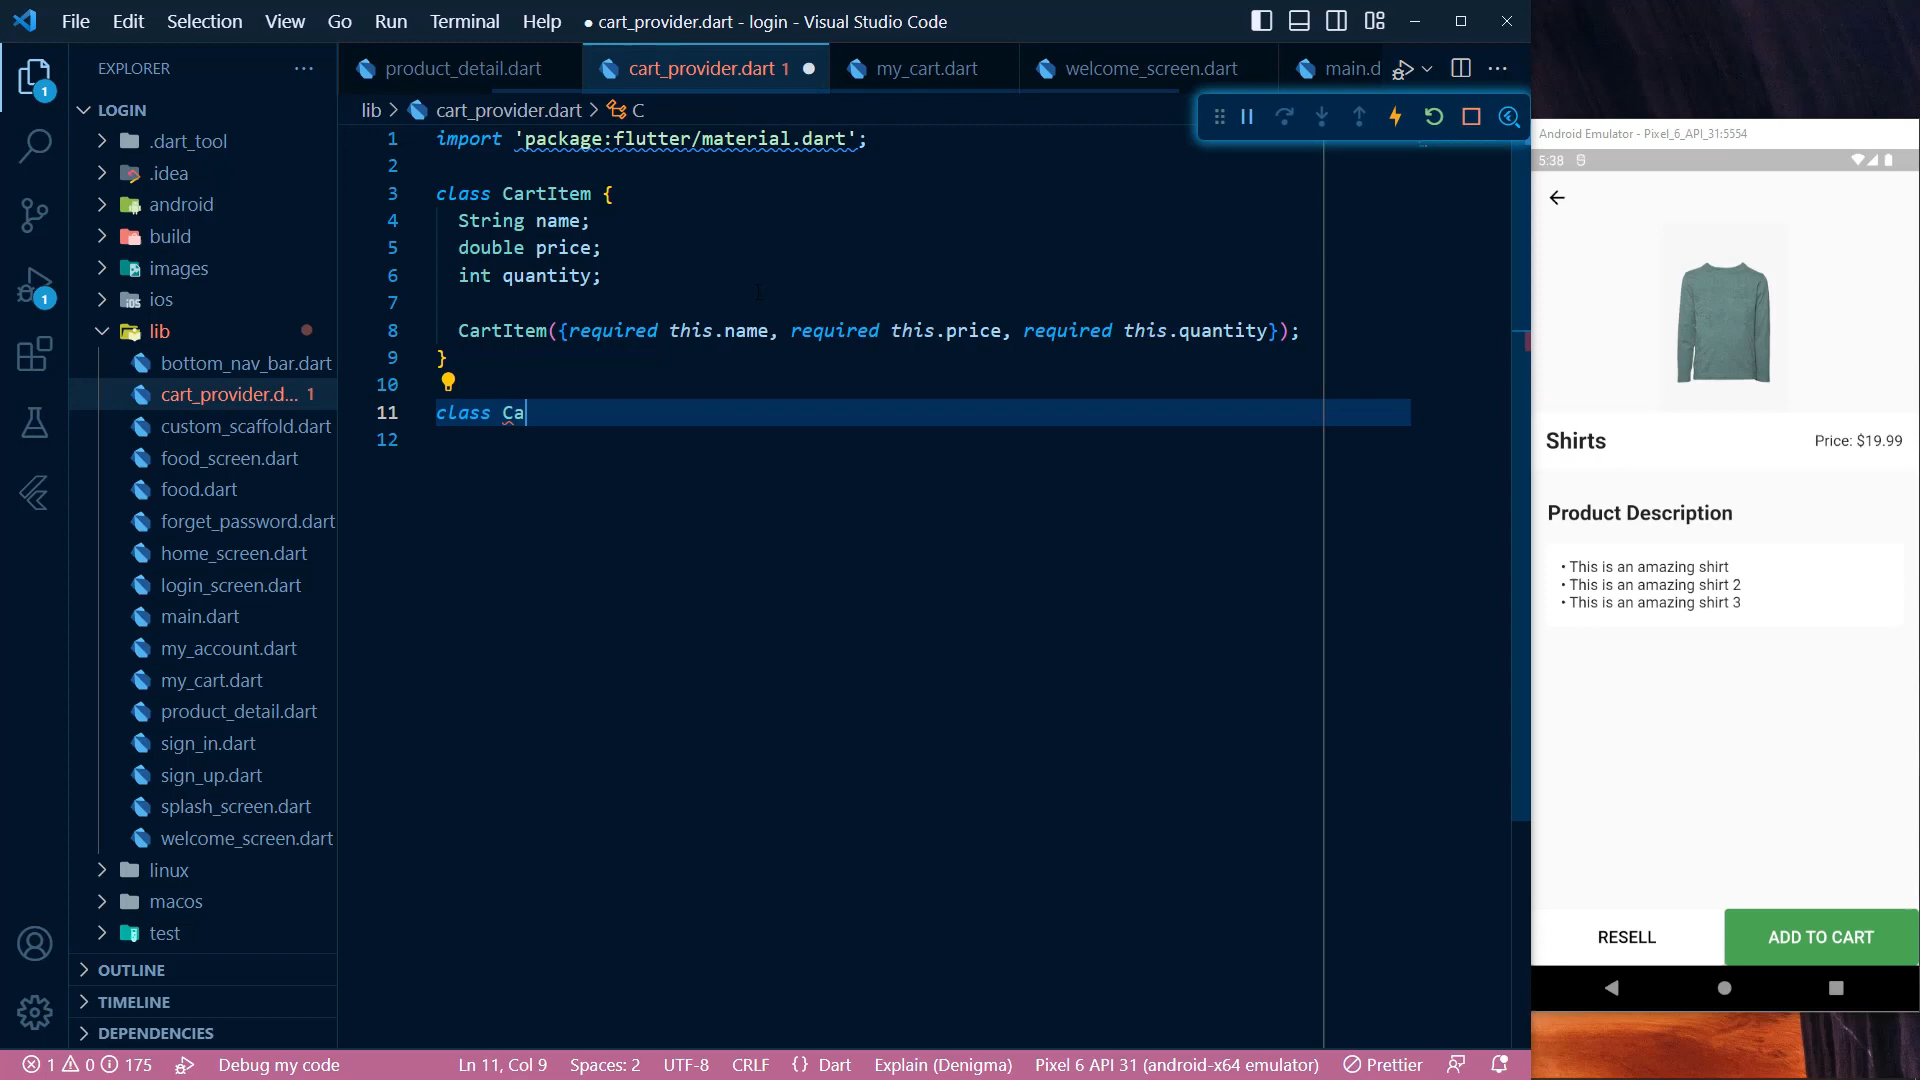 File Edit Selection View Go Run Terminal Help
● cart_provider.dart - login - Visual Studio Code
1
1
EXPLORER
LOGIN
.dart_tool
.idea
android
build
images
ios
lib
bottom_nav_bar.dart
cart_provider.d... 1
custom_scaffold.dart
food_screen.dart
food.dart
forget_password.dart
home_screen.dart
login_screen.dart
main.dart
my_account.dart
my_cart.dart
product_detail.dart
sign_in.dart
sign_up.dart
splash_screen.dart
welcome_screen.dart
linux
macos
test
OUTLINE
TIMELINE
DEPENDENCIES
product_detail.dart
cart_provider.dart 1
my_cart.dart
welcome_screen.dart
main.d
lib > cart_provider.dart > C
1 import 'package:flutter/material.dart';
2
3 class CartItem {
4 String name;
5 double price;
6 int quantity;
7
8 CartItem({required this.name, required this.price, required this.quantity});
9 }
10
11 class Ca
12
1 0 175 Debug my code Ln 11, Col 9 Spaces: 2 UTF-8 CRLF {} Dart Explain (Denigma) Pixel 6 API 31 (android-x64 emulator) Prettier
Android Emulator - Pixel_6_API_31:5554
5:38
Shirts
Price: $19.99
Product Description
• This is an amazing shirt
• This is an amazing shirt 2
• This is an amazing shirt 3
RESELL
ADD TO CART